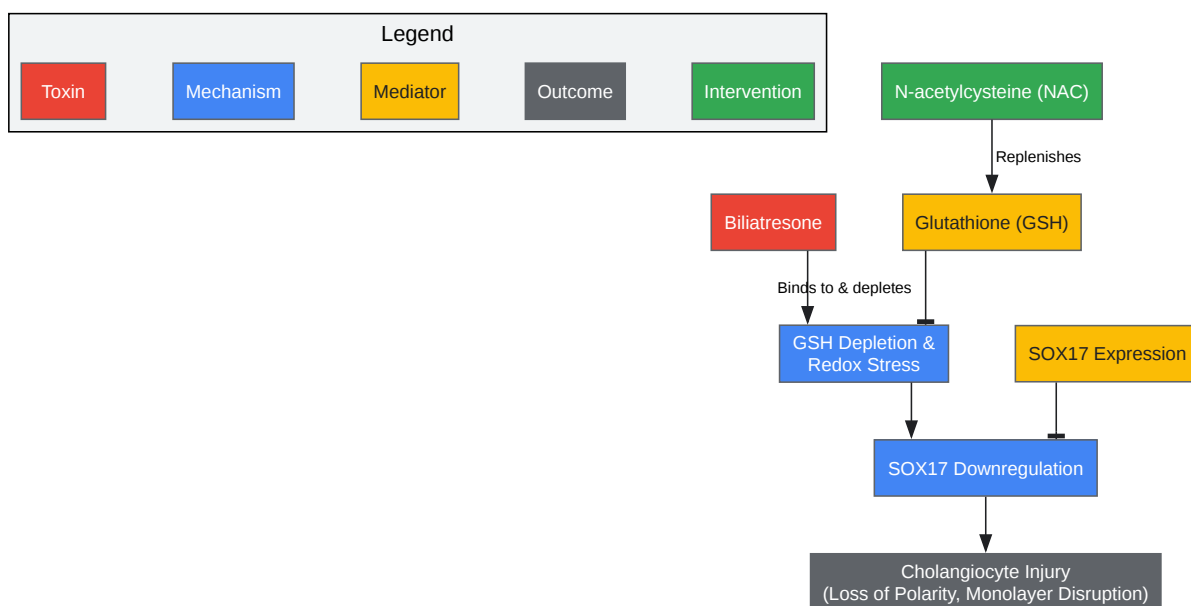 Legend
Toxin
Mechanism
Mediator
Outcome
Intervention
N-acetylcysteine (NAC)
Replenishes
Biliatresone
Glutathione (GSH)
Binds to & depletes
GSH Depletion &
Redox Stress
SOX17 Expression
SOX17 Downregulation
Cholangiocyte Injury
(Loss of Polarity, Monolayer Disruption)